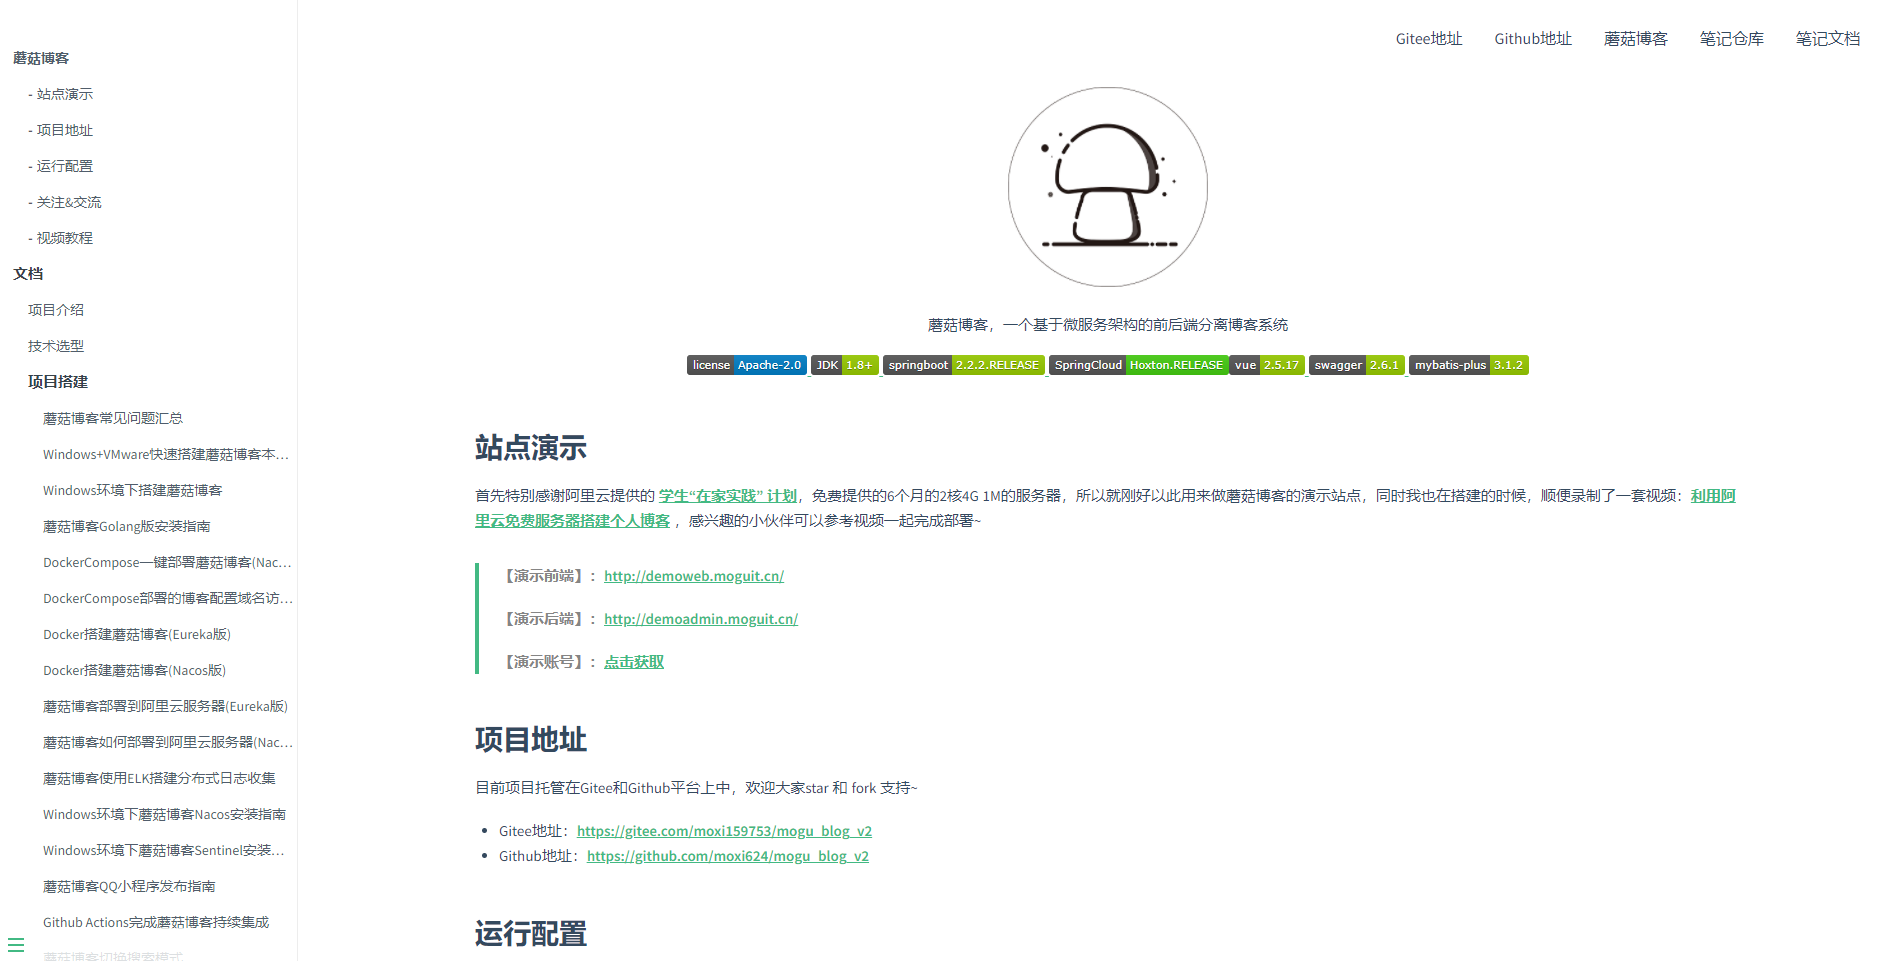 Gitee地址 Github地址 蘑菇博客 笔记仓库 笔记文档
蘑菇博客
- 站点演示
- 项目地址
- 运行配置
- 关注&交流
- 视频教程
文档
项目介绍
技术选型
项目搭建
蘑菇博客常见问题汇总
Windows+VMware快速搭建蘑菇博客本...
Windows环境下搭建蘑菇博客
蘑菇博客Golang版安装指南
DockerCompose一键部署蘑菇博客(Nac...
DockerCompose部署的博客配置域名访...
Docker搭建蘑菇博客(Eureka版)
Docker搭建蘑菇博客(Nacos版)
蘑菇博客部署到阿里云服务器(Eureka版)
蘑菇博客如何部署到阿里云服务器(Nac...
蘑菇博客使用ELK搭建分布式日志收集
Windows环境下蘑菇博客Nacos安装指南
Windows环境下蘑菇博客Sentinel安装...
蘑菇博客QQ小程序发布指南
Github Actions完成蘑菇博客持续集成
蘑菇博客切换搜索模式
蘑菇博客，一个基于微服务架构的前后端分离博客系统
license Apache-2.0 JDK 1.8+ springboot 2.2.2.RELEASE SpringCloud Hoxton.RELEASE vue 2.5.17 swagger 2.6.1 mybatis-plus 3.1.2
站点演示
首先特别感谢阿里云提供的 学生“在家实践” 计划，免费提供的6个月的2核4G 1M的服务器，所以就刚好以此用来做蘑菇博客的演示站点，同时我也在搭建的时候，顺便录制了一套视频：利用阿
里云免费服务器搭建个人博客 ，感兴趣的小伙伴可以参考视频一起完成部署~
【演示前端】：http://demoweb.moguit.cn/
【演示后端】：http://demoadmin.moguit.cn/
【演示账号】：点击获取
项目地址
目前项目托管在Gitee和Github平台上中，欢迎大家star 和 fork 支持~
• Gitee地址：https://gitee.com/moxi159753/mogu_blog_v2
• Github地址：https://github.com/moxi624/mogu_blog_v2
运行配置